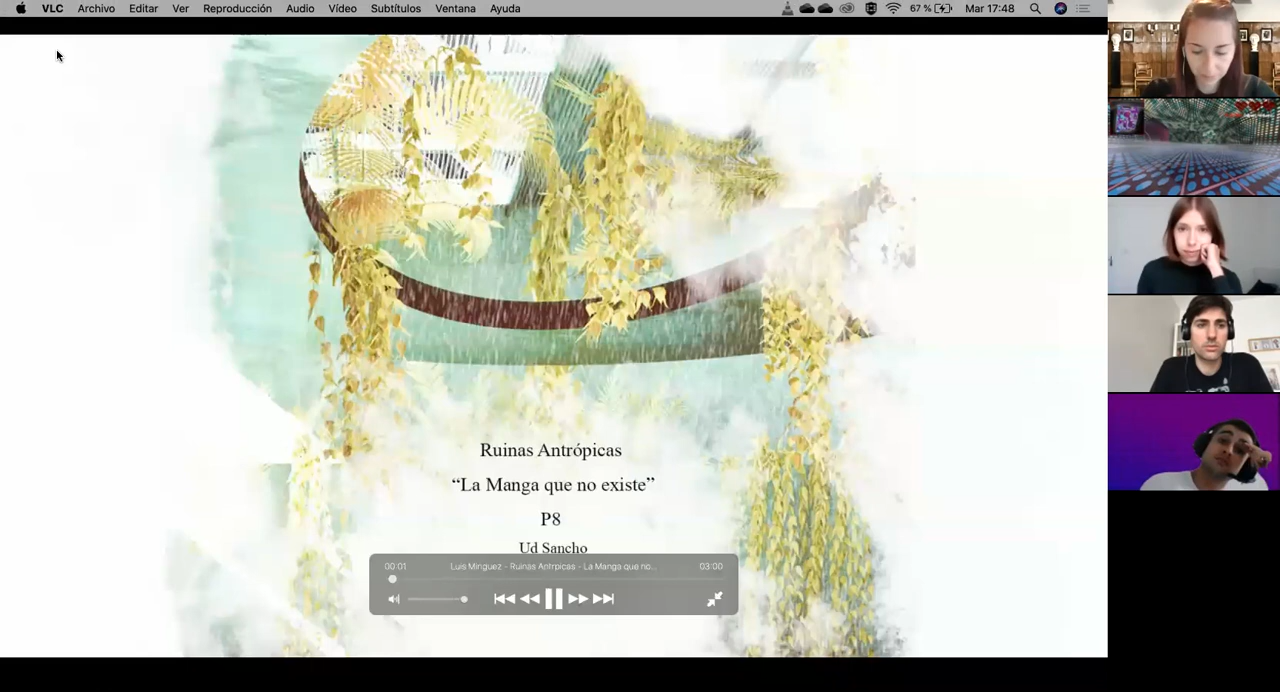 VLC Archivo Editar Ver Reproducción Audio Vídeo Subtítulos Ventana Ayuda 67 % Mar 17:48
Ruinas Antrópicas
“La Manga que no existe”
P8
Ud Sancho
00:01 Luis Minguez - Ruinas Antrpicas - La Manga que no... 03:00